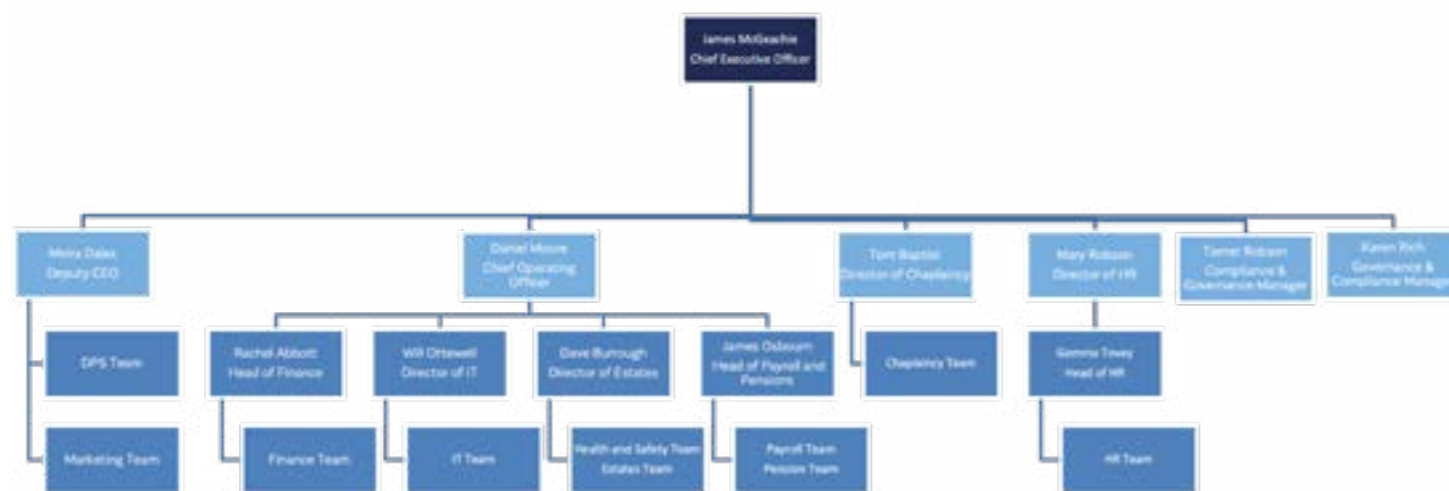 James McGeachie
Chief Executive Officer
Deputy CEO
Daniel Moore
Chief Operating
Officer
Tom Baptist
Director of Chaplaincy
Mary Robson
Director of HR
Robson
Compliance &
Governance Manager
Karen Rich
Governance &
Compliance Manager
DPS Team
Rachel Abbott
Head of Finance
Will Ottewell
Director of IT
Dave Burrough
Director of Estates
James Osbourn
Head of Payroll and
Pensions
Chaplaincy Team
Gemma Tovey
Head of HR
Marketing Team
Finance Team
IT Team
Health and Safety Team
Estates Team
Payroll Team
Pension Team
HR Team